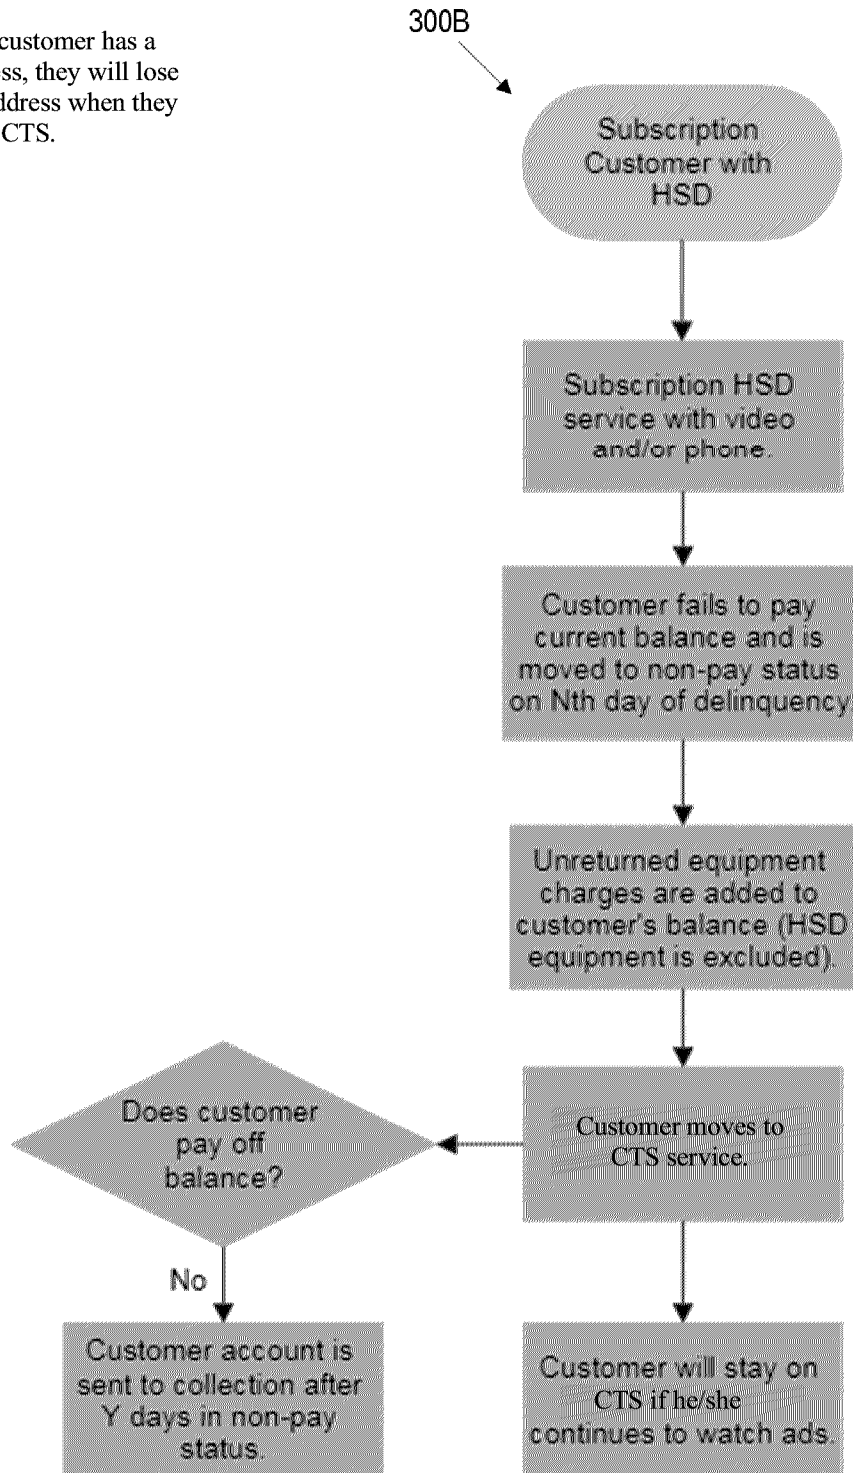 300B
customer has a
ss, they will lose
ddress when they
CTS.
Subscription
Customer with
HSD
Subscription HSD
service with video
and/or phone.
Customer fails to pay
current balance and is
moved to non-pay status
on Nth day of delinquency
Unreturned equipment
charges are added to
customer's balance (HSD
equipment is excluded).
Customer moves to
CTS service.
Does customer
pay off
balance?
No
Customer account is
sent to collection after
Y days in non-pay
status.
Customer will stay on
CTS if he/she
continues to watch ads.